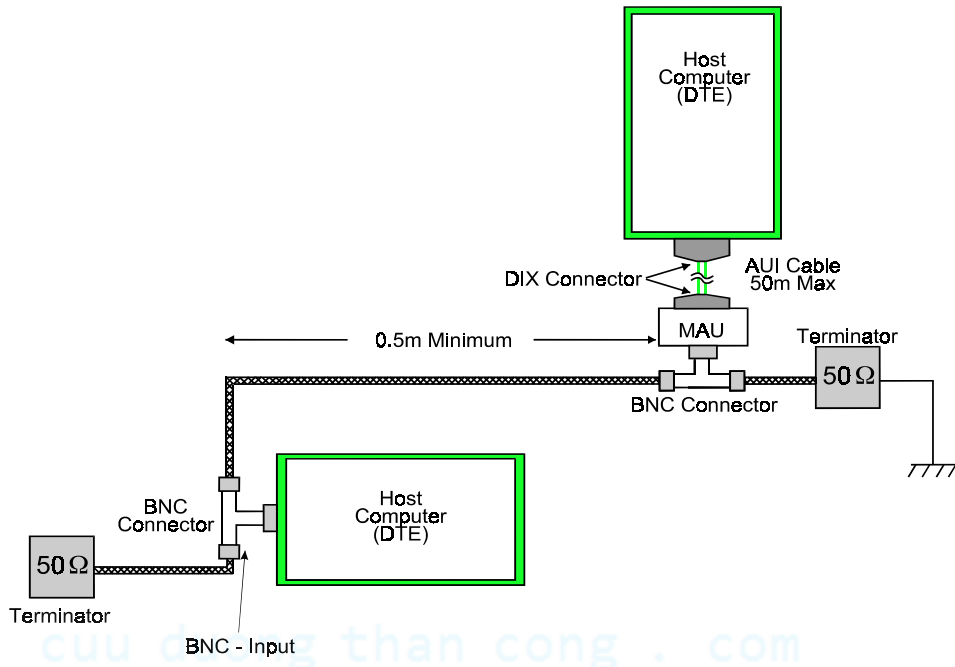 Host
Computer
(DTE)
DIX Connector
AUI Cable
50m Max
MAU
0.5m Minimum
Terminator
50 Ω
BNC Connector
BNC
Connector
Host
Computer
(DTE)
50 Ω
Terminator
BNC - Input
cuu duong than cong . com